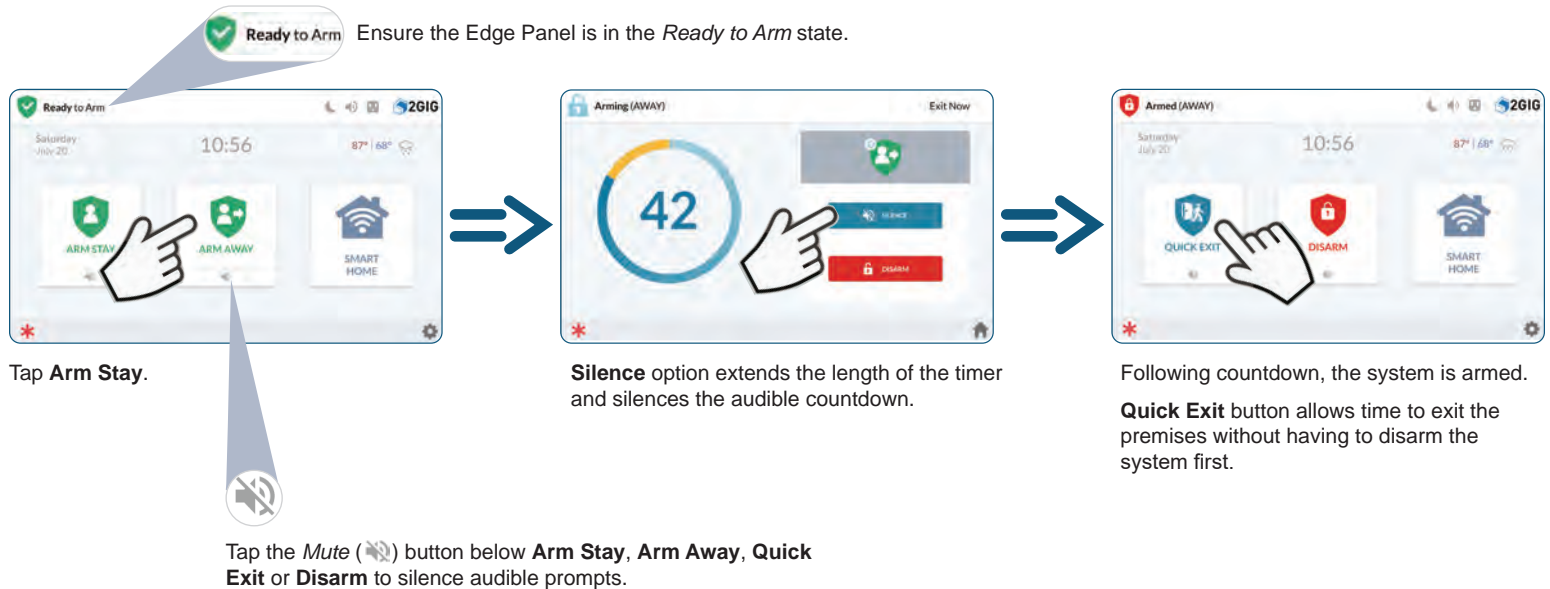 Ready to Arm
Ensure the Edge Panel is in the Ready to Arm state.
Ready to Arm
2GIG
Saturday
July 20
10:56
87° | 68°
ARM STAY
ARM AWAY
SMART
HOME
Tap Arm Stay.
Arming (AWAY)
Exit Now
42
SILENCE
DISARM
Silence option extends the length of the timer
and silences the audible countdown.
Armed (AWAY)
2GIG
Saturday
July 20
10:56
87° | 68°
QUICK EXIT
DISARM
SMART
HOME
Following countdown, the system is armed.
Quick Exit button allows time to exit the
premises without having to disarm the
system first.
Tap the Mute ( ) button below Arm Stay, Arm Away, Quick
Exit or Disarm to silence audible prompts.